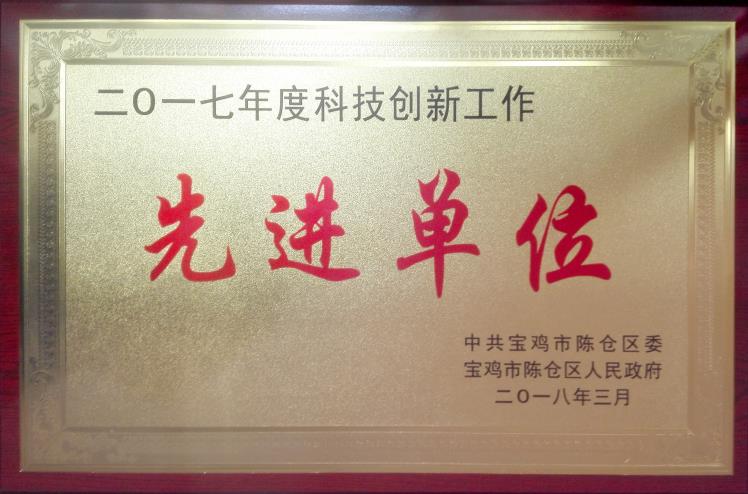 二O一七年度科技创新工作
先进单位
中共宝鸡市陈仓区委
宝鸡市陈仓区人民政府
二O一八年三月